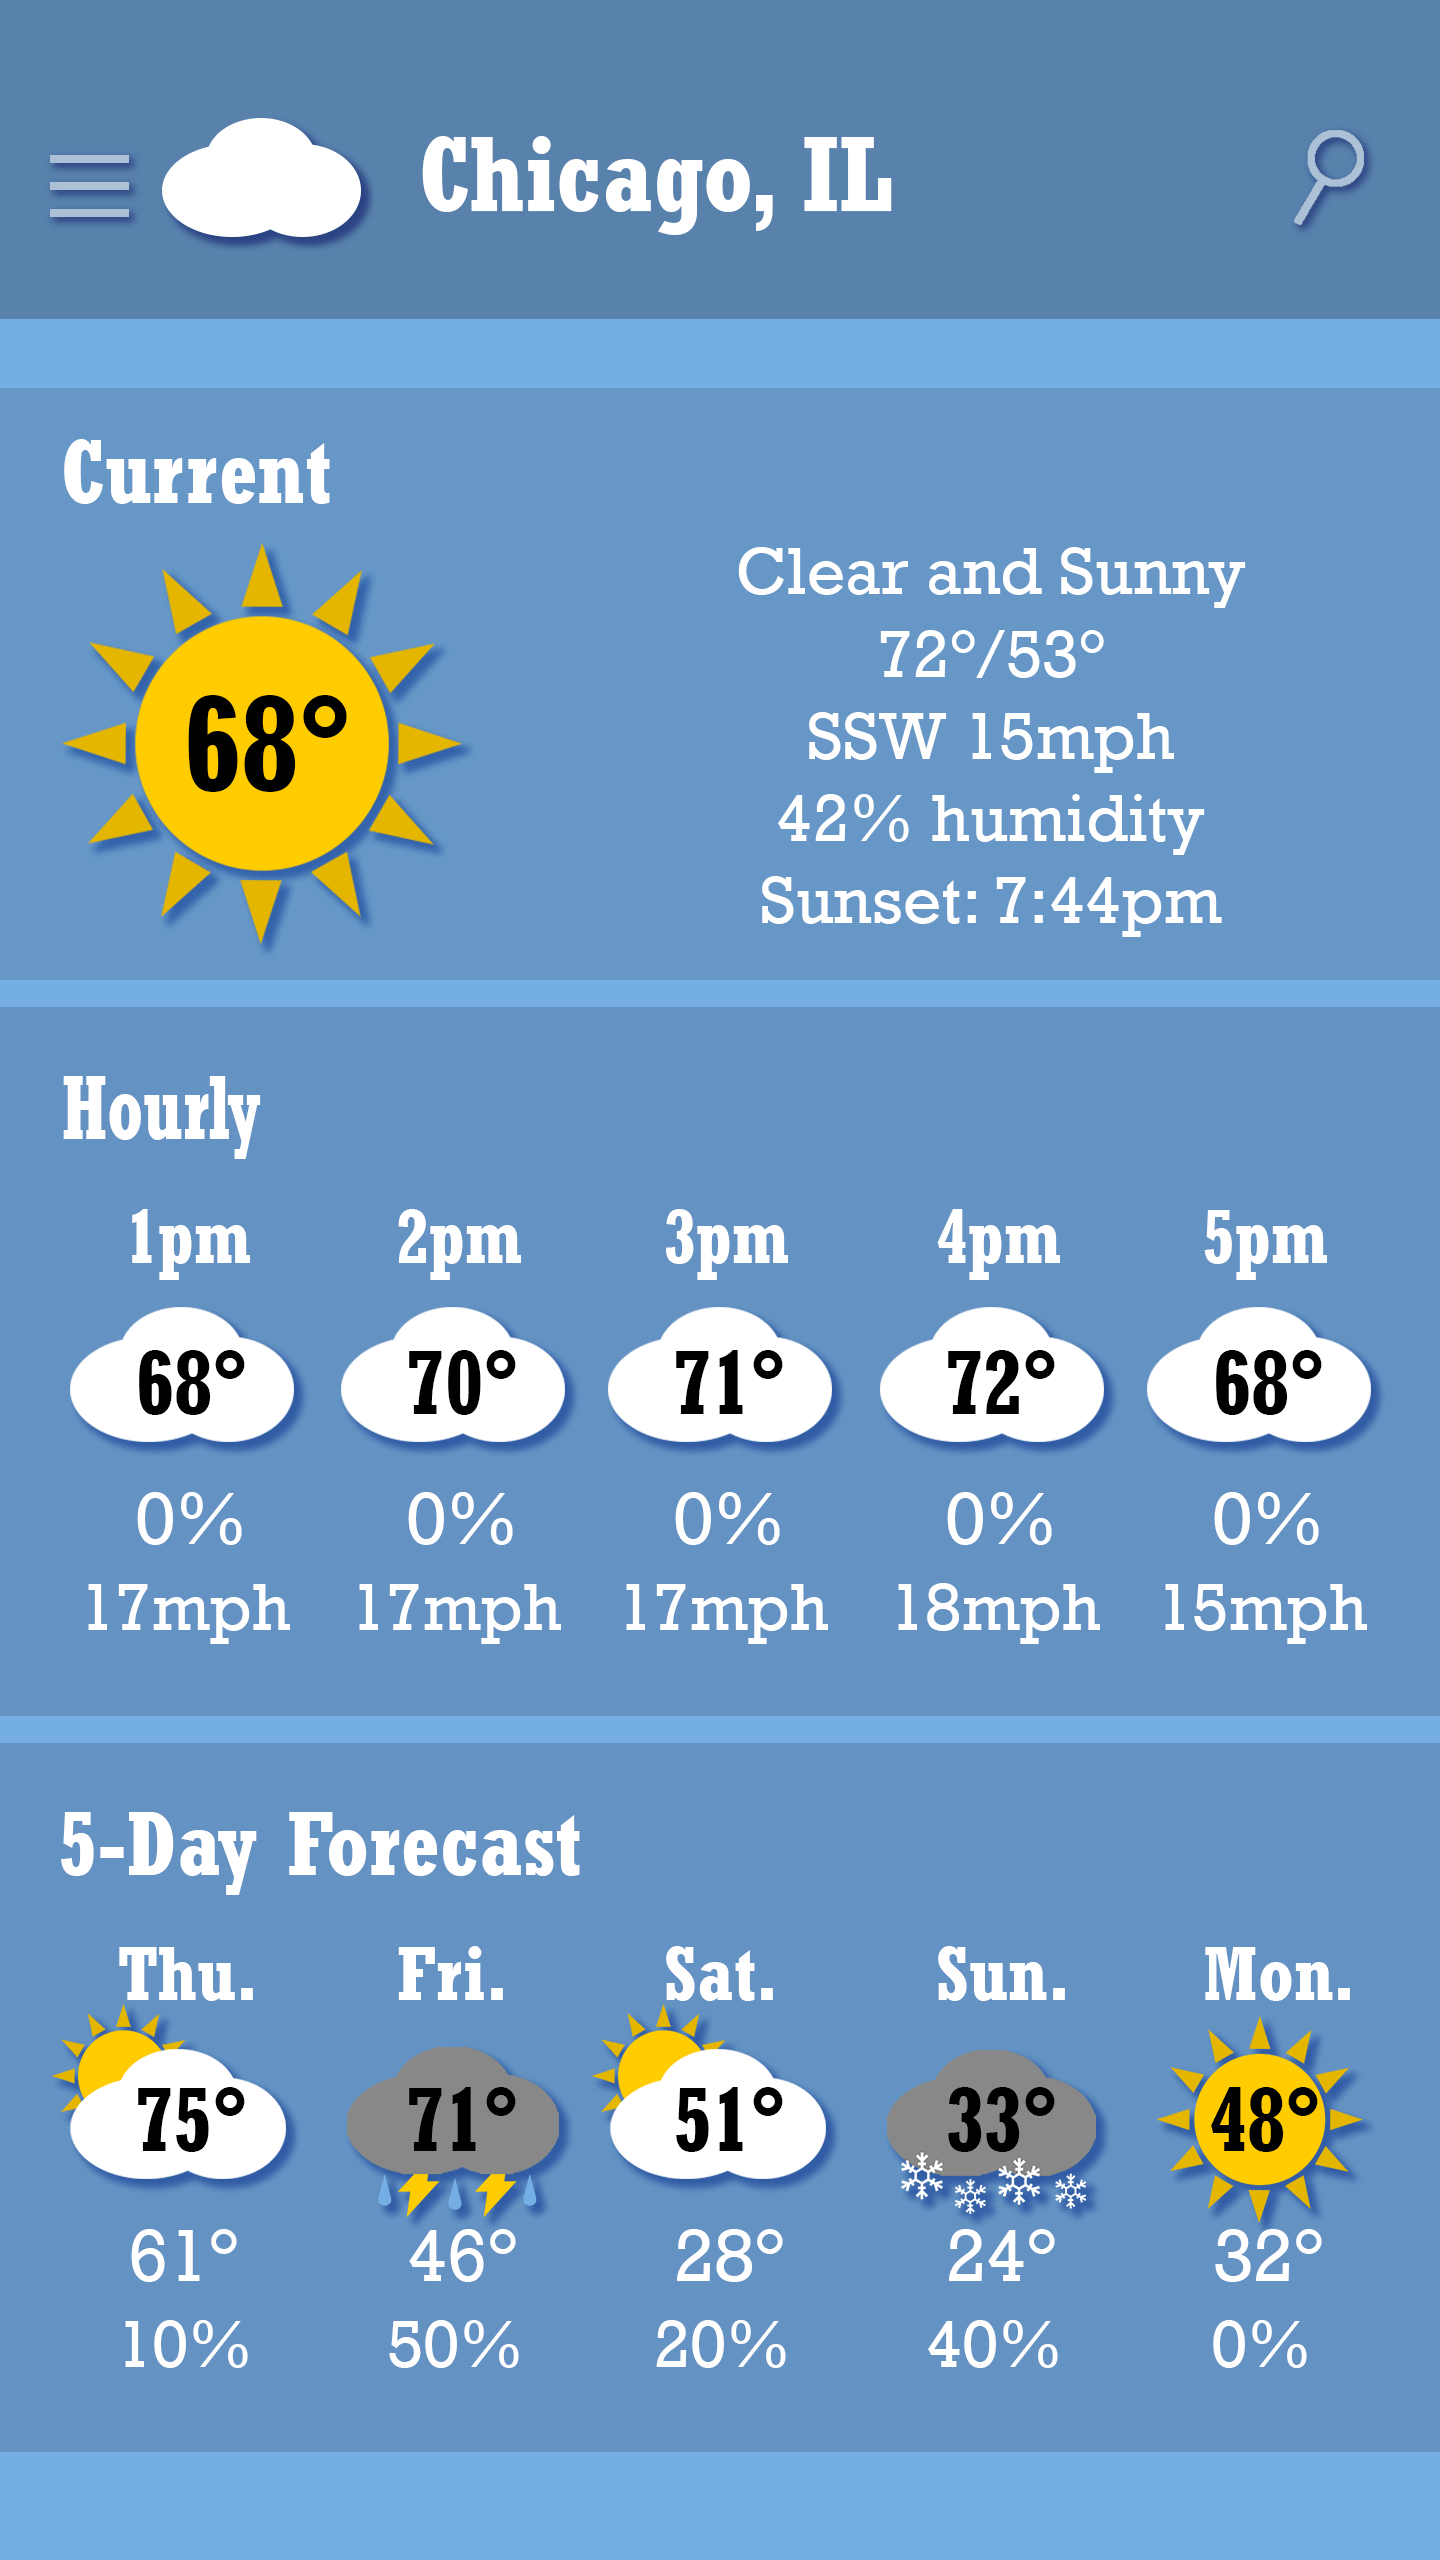 Chicago, IL
Current
68°
Clear and Sunny
72°/53°
SSW 15mph
42% humidity
Sunset: 7:44pm
Hourly
1pm 2pm 3pm 4pm 5pm
68° 70° 71° 72° 68°
0% 0% 0% 0% 0%
17mph 17mph 17mph 18mph 15mph
5-Day Forecast
Thu. Fri. Sat. Sun. Mon.
75° 71° 51° 33° 48°
61° 46° 28° 24° 32°
10% 50% 20% 40% 0%